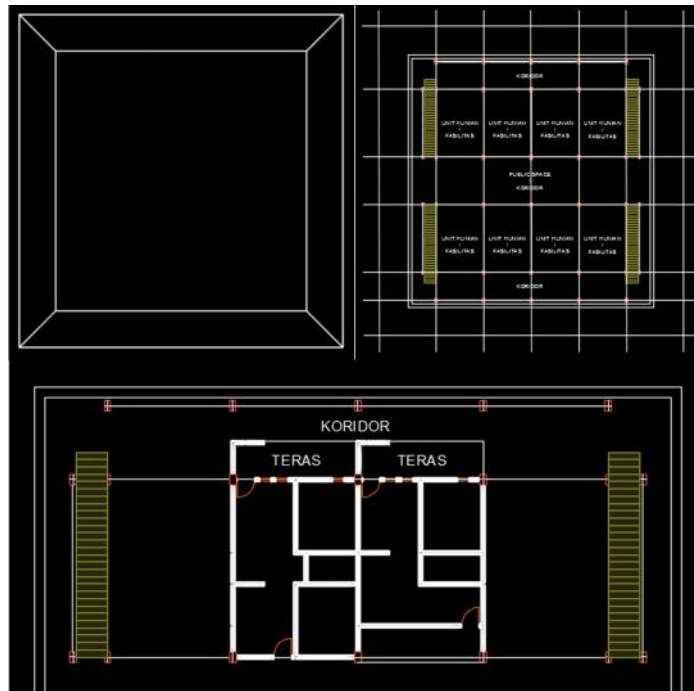 KORIDOR
UNIT HUNIAN UNIT HUNIAN UNIT HUNIAN UNIT HUNIAN
/ / / /
FASILITAS FASILITAS FASILITAS FASILITAS
PUBLIC SPACE
/
KORIDOR
UNIT HUNIAN UNIT HUNIAN UNIT HUNIAN UNIT HUNIAN
/ / / /
FASILITAS FASILITAS FASILITAS FASILITAS
KORIDOR
KORIDOR
TERAS TERAS